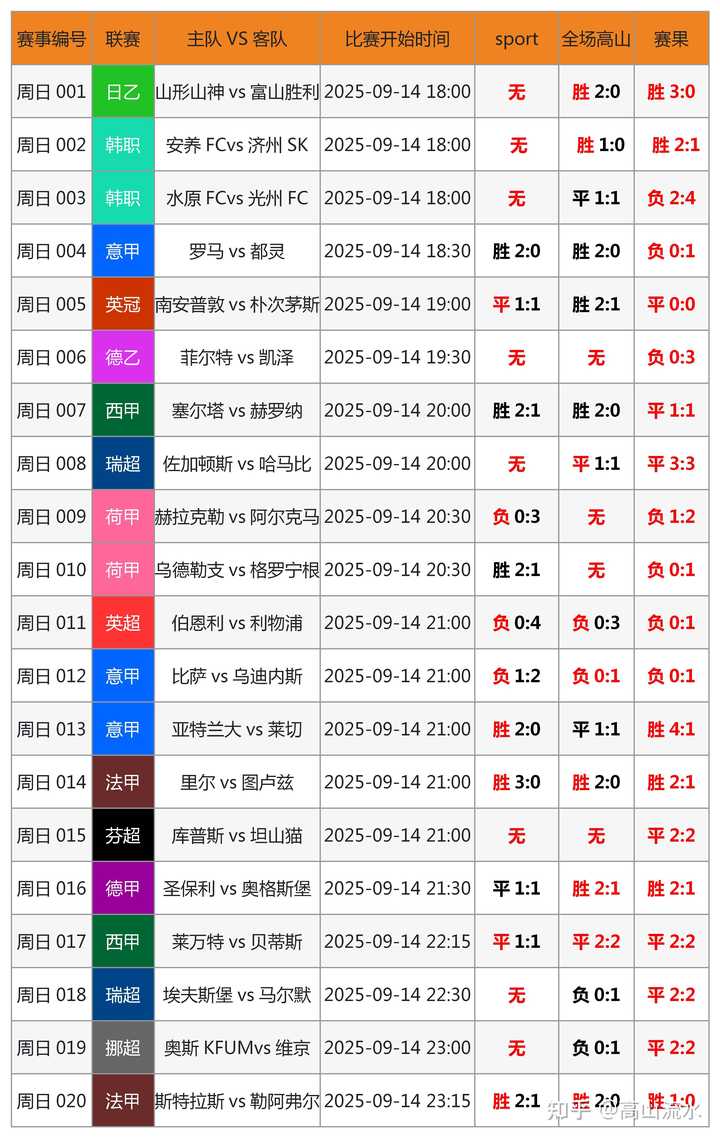 赛事编号 联赛 主队 VS 客队 比赛开始时间 sport 全场高山 赛果
周日 001 日乙 山形山神 vs 富山胜利 2025-09-14 18:00 无 胜 2:0 胜 3:0
周日 002 韩职 安养 FCvs 济州 SK 2025-09-14 18:00 无 胜 1:0 胜 2:1
周日 003 韩职 水原 FCvs 光州 FC 2025-09-14 18:00 无 平 1:1 负 2:4
周日 004 意甲 罗马 vs 都灵 2025-09-14 18:30 胜 2:0 胜 2:0 负 0:1
周日 005 英冠 南安普敦 vs 朴次茅斯 2025-09-14 19:00 平 1:1 胜 2:1 平 0:0
周日 006 德乙 菲尔特 vs 凯泽 2025-09-14 19:30 无 无 负 0:3
周日 007 西甲 塞尔塔 vs 赫罗纳 2025-09-14 20:00 胜 2:1 胜 2:0 平 1:1
周日 008 瑞超 佐加顿斯 vs 哈马比 2025-09-14 20:00 无 平 1:1 平 3:3
周日 009 荷甲 赫拉克勒 vs 阿尔克马 2025-09-14 20:30 负 0:3 无 负 1:2
周日 010 荷甲 乌德勒支 vs 格罗宁根 2025-09-14 20:30 胜 2:1 无 负 0:1
周日 011 英超 伯恩利 vs 利物浦 2025-09-14 21:00 负 0:4 负 0:3 负 0:1
周日 012 意甲 比萨 vs 乌迪内斯 2025-09-14 21:00 负 1:2 负 0:1 负 0:1
周日 013 意甲 亚特兰大 vs 莱切 2025-09-14 21:00 胜 2:0 平 1:1 胜 4:1
周日 014 法甲 里尔 vs 图卢兹 2025-09-14 21:00 胜 3:0 胜 2:0 胜 2:1
周日 015 芬超 库普斯 vs 坦山猫 2025-09-14 21:00 无 无 平 2:2
周日 016 德甲 圣保利 vs 奥格斯堡 2025-09-14 21:30 平 1:1 胜 2:1 胜 2:1
周日 017 西甲 莱万特 vs 贝蒂斯 2025-09-14 22:15 平 1:1 平 2:2 平 2:2
周日 018 瑞超 埃夫斯堡 vs 马尔默 2025-09-14 22:30 无 负 0:1 平 2:2
周日 019 挪超 奥斯 KFUMvs 维京 2025-09-14 23:00 无 负 0:1 平 2:2
周日 020 法甲 斯特拉斯 vs 勒阿弗尔 2025-09-14 23:15 胜 2:1 胜 2:0 胜 1:0
知乎 @高山流水